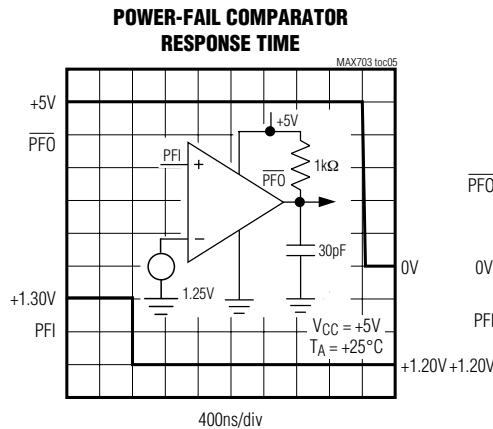 POWER-FAIL COMPARATOR
RESPONSE TIME
MAX703 toc05
+5V
+5V
PFO
PFI
+
PFO
1kΩ
PFO
−
30pF
0V
0V
+1.30V
1.25V
PFI
VCC = +5V
PFI
TA = +25°C
+1.20V
+1.20V
400ns/div